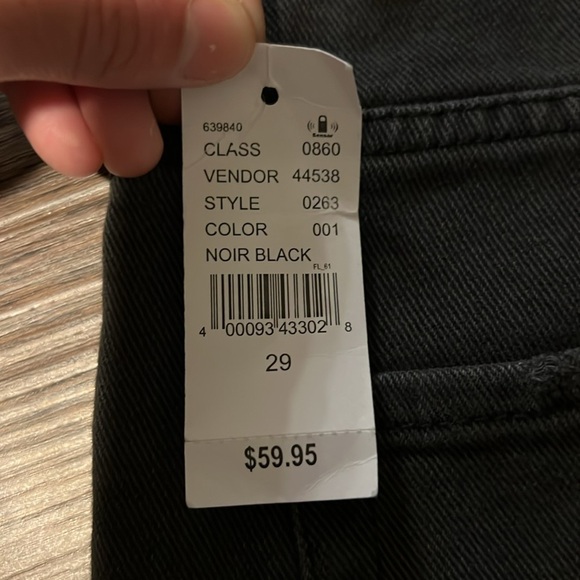 639840
Sensor
CLASS 0860
VENDOR 44538
STYLE 0263
COLOR 001
NOIR BLACK
FL_61
4 00093 43302 8
29
$59.95